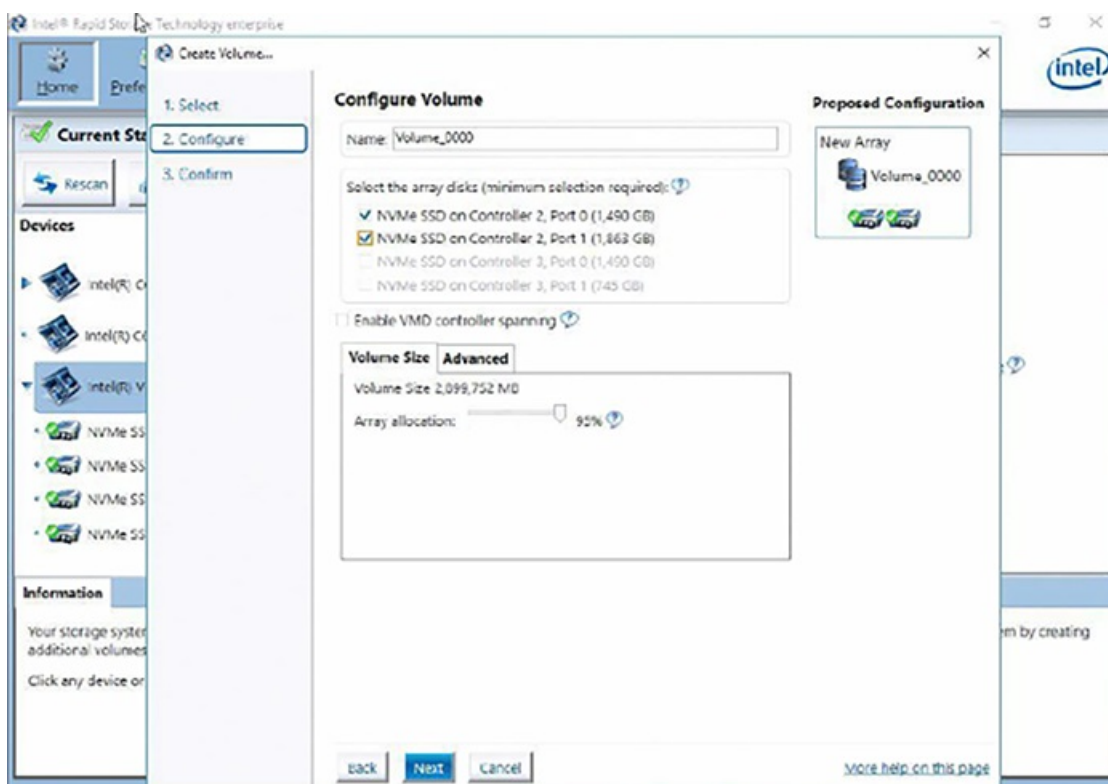 Intel® Rapid Sto Technology enterprise
Home
Prefe
Current Sta
Rescan
Devices
Intel(R) C
Intel(R) C
Intel(R) V
NVMe SS
NVMe SS
NVMe SS
NVMe SS
Information
Your storage system
additional volumes
Click any device or
Create Volume...
1. Select
2. Configure
3. Confirm
Configure Volume
Name: Volume_0000
Select the array disks (minimum selection required):
NVMe SSD on Controller 2, Port 0 (1,490 GB)
NVMe SSD on Controller 2, Port 1 (1,863 GB)
NVMe SSD on Controller 3, Port 0 (1,490 GB)
NVMe SSD on Controller 3, Port 1 (745 GB)
Enable VMD controller spanning
Volume Size Advanced
Volume Size 2,899,752 MB
Array allocation: 95%
Back Next Cancel
More help on this page
Proposed Configuration
New Array
Volume_0000
intel
em by creating